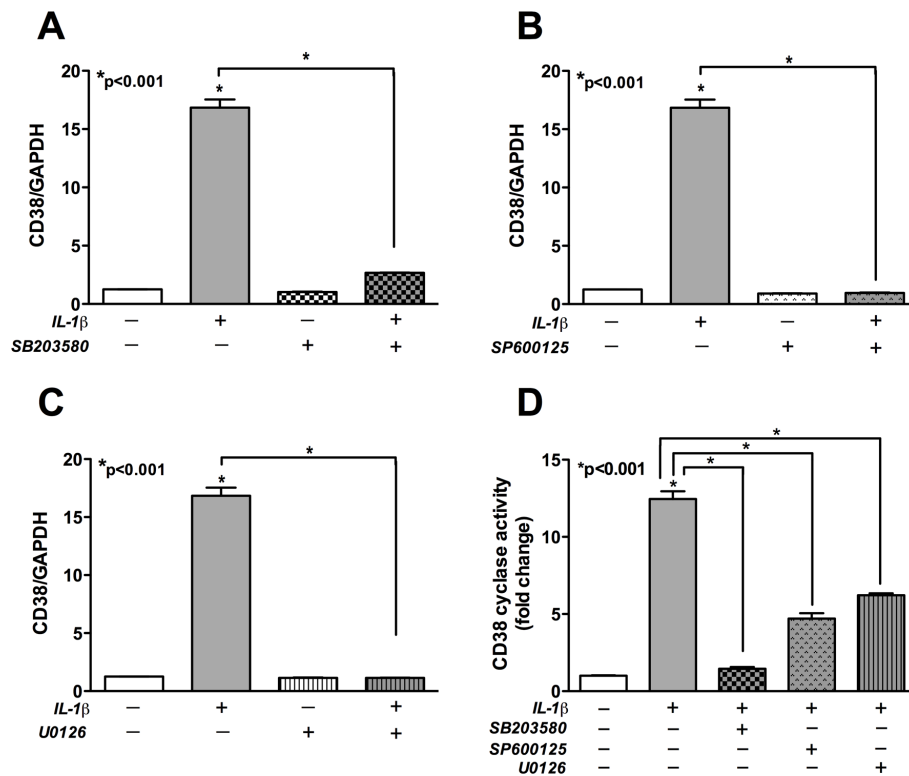 A
*
*p<0.001
*
20
15
10
5
0
CD38/GAPDH
IL-1β – + – +
SB203580 – – + +
B
*
*p<0.001
*
20
15
10
5
0
CD38/GAPDH
IL-1β – + – +
SP600125 – – + +
C
*
*p<0.001
*
20
15
10
5
0
CD38/GAPDH
IL-1β – + – +
U0126 – – + +
D
*
*
*p<0.001 *
*
15
10
5
0
CD38 cyclase activity
(fold change)
IL-1β – + + + +
SB203580 – – + – –
SP600125 – – – + –
U0126 – – – – +